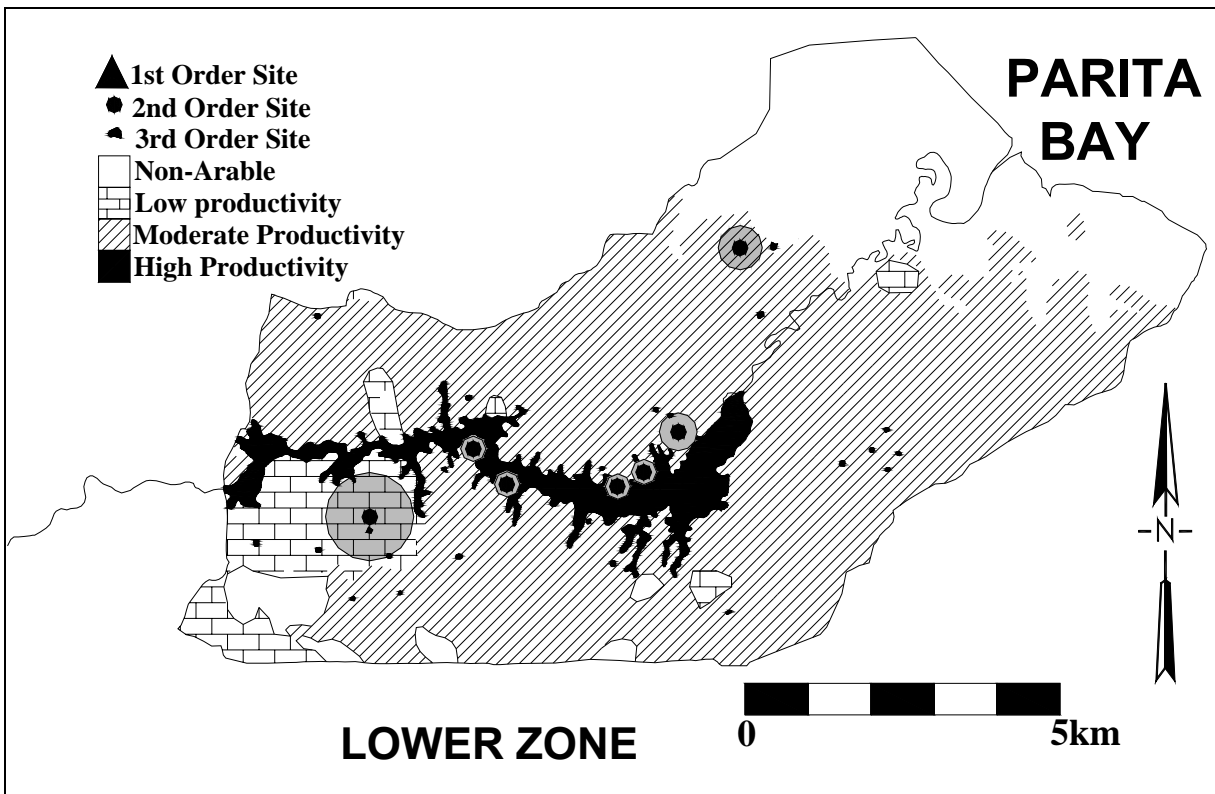 1st Order Site
2nd Order Site
3rd Order Site
Non-Arable
Low productivity
Moderate Productivity
High Productivity
PARITA
BAY
-N-
0 5km
LOWER ZONE